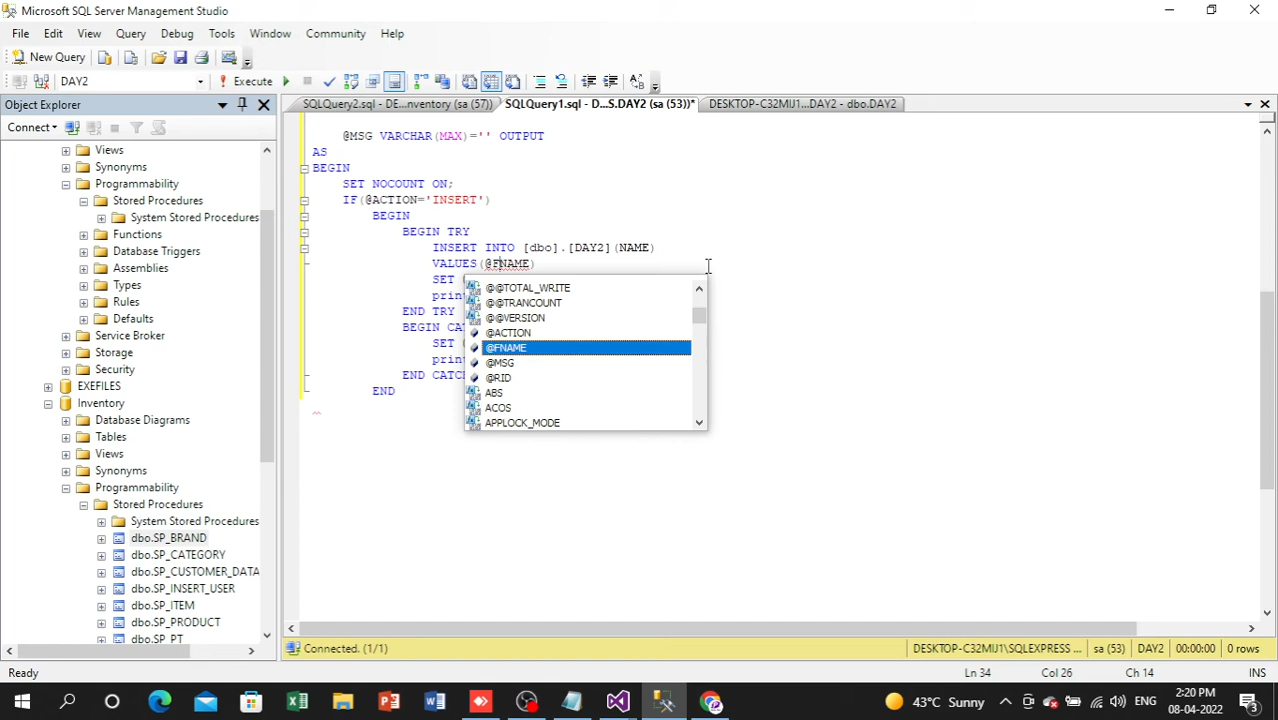 Microsoft SQL Server Management Studio
File Edit View Query Debug Tools Window Community Help
New Query
DAY2 Execute
Object Explorer
SQLQuery2.sql - DE...nventory (sa (57))
SQLQuery1.sql - D...S.DAY2 (sa (53))*
DESKTOP-C32MIJ1...DAY2 - dbo.DAY2
Connect
Views
Synonyms
Programmability
Stored Procedures
System Stored Procedures
Functions
Database Triggers
Assemblies
Types
Rules
Defaults
Service Broker
Storage
Security
EXEFILES
Inventory
Database Diagrams
Tables
Views
Synonyms
Programmability
Stored Procedures
System Stored Procedures
dbo.SP_BRAND
dbo.SP_CATEGORY
dbo.SP_CUSTOMER_DATA
dbo.SP_INSERT_USER
dbo.SP_ITEM
dbo.SP_PRODUCT
dbo.SP_PT
@MSG VARCHAR(MAX)='' OUTPUT
AS
BEGIN
SET NOCOUNT ON;
IF(@ACTION='INSERT')
BEGIN
BEGIN TRY
INSERT INTO [dbo].[DAY2](NAME)
VALUES(@FNAME)
SET
prin
END TRY
BEGIN CA
SET
prin
END CATC
END
@@TOTAL_WRITE
@@TRANCOUNT
@@VERSION
@ACTION
@FNAME
@MSG
@RID
ABS
ACOS
APPLOCK_MODE
Connected. (1/1) DESKTOP-C32MIJ1\SQLEXPRESS ... sa (53) DAY2 00:00:00 0 rows
Ready Ln 34 Col 26 Ch 14 INS
43°C Sunny ENG 2:20 PM
08-04-2022 3